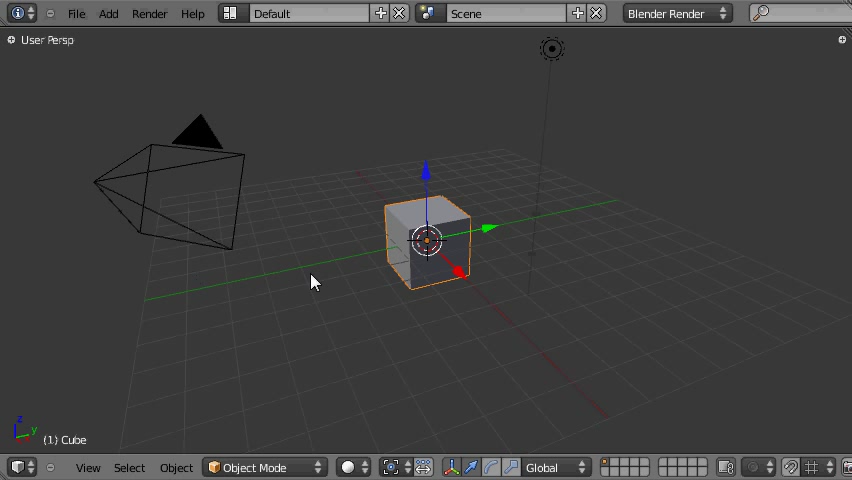 File Add Render Help Default Scene Blender Render
User Persp
z
y
(1) Cube
View Select Object Object Mode Global